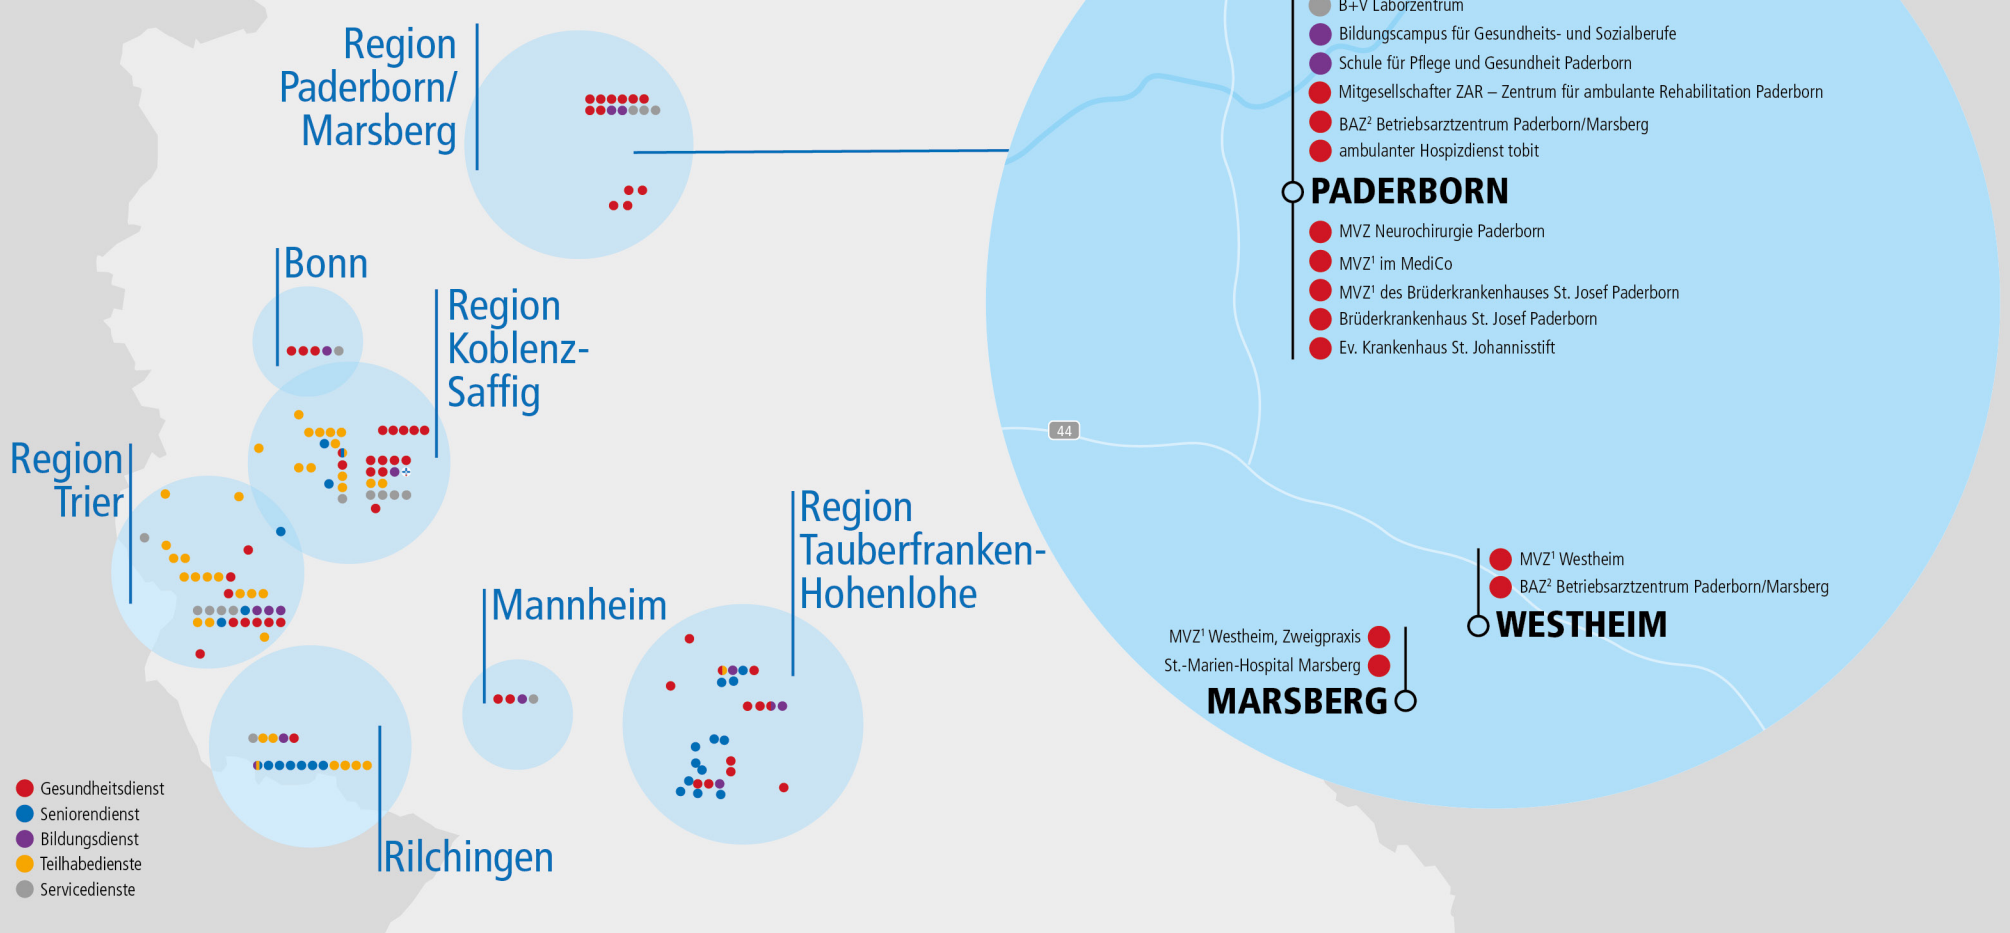 Region
Paderborn/
Marsberg
Bonn
Region
Koblenz-
Saffig
Region
Trier
Region
Tauberfranken-
Hohenlohe
Mannheim
Rilchingen
Gesundheitsdienst
Seniorendienst
Bildungsdienst
Teilhabedienste
Servicedienste
B+V Laborzentrum
Bildungscampus für Gesundheits- und Sozialberufe
Schule für Pflege und Gesundheit Paderborn
Mitgesellschafter ZAR – Zentrum für ambulante Rehabilitation Paderborn
BAZ² Betriebsarztzentrum Paderborn/Marsberg
ambulanter Hospizdienst tobit
PADERBORN
MVZ Neurochirurgie Paderborn
MVZ¹ im MediCo
MVZ¹ des Brüderkrankenhauses St. Josef Paderborn
Brüderkrankenhaus St. Josef Paderborn
Ev. Krankenhaus St. Johannisstift
44
MVZ¹ Westheim
BAZ² Betriebsarztzentrum Paderborn/Marsberg
WESTHEIM
MVZ¹ Westheim, Zweigpraxis
St.-Marien-Hospital Marsberg
MARSBERG